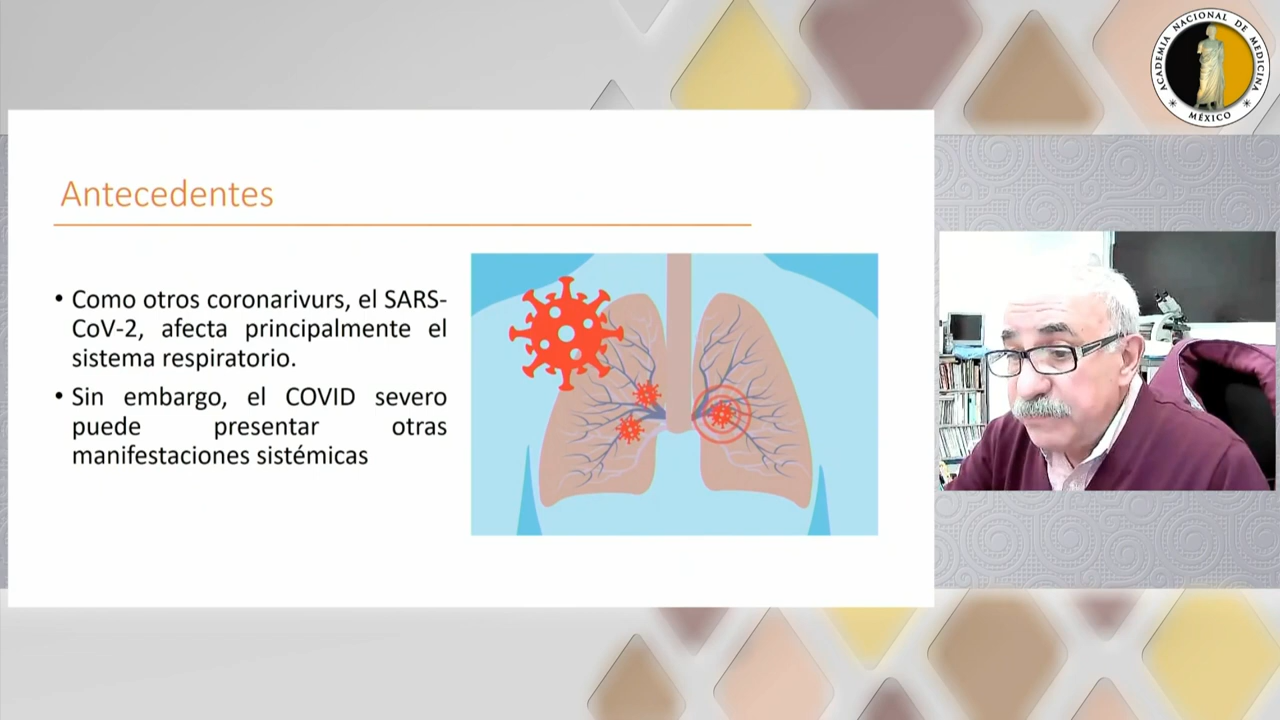 ACADEMIA NACIONAL DE MEDICINA
MÉXICO
Antecedentes
• Como otros coronarivurs, el SARS-
CoV-2, afecta principalmente el
sistema respiratorio.
• Sin embargo, el COVID severo
puede presentar otras
manifestaciones sistémicas